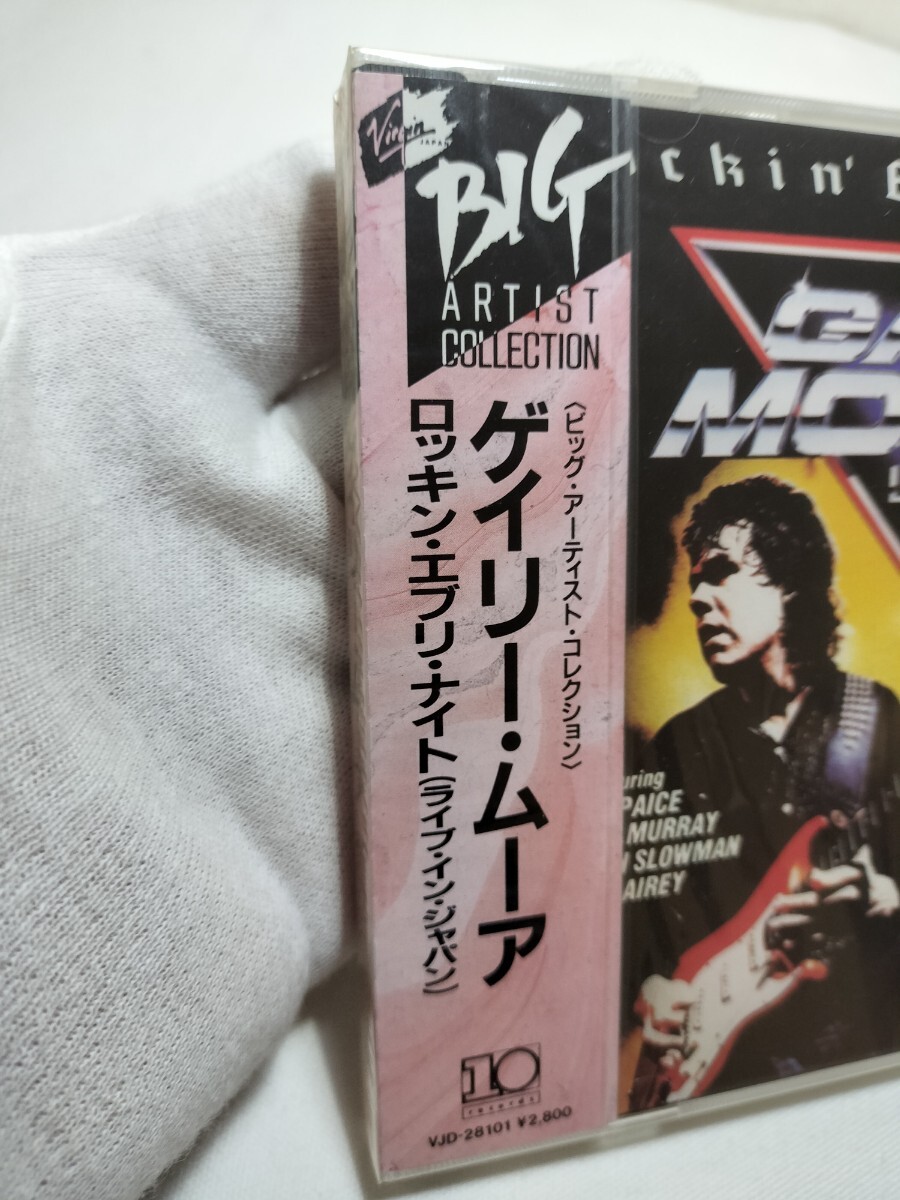 Virgin
JAPAN
BIG
ARTIST
COLLECTION
〈ビッグ・アーティスト・コレクション〉
ゲイリー・ムーア
ロッキン・エブリ・ナイト(ライブ・イン・ジャパン)
10
records
VJD-28101 ¥2,800
ckin' E
GA
MO
uring
PAICE
MURRAY
N SLOWMAN
AIREY